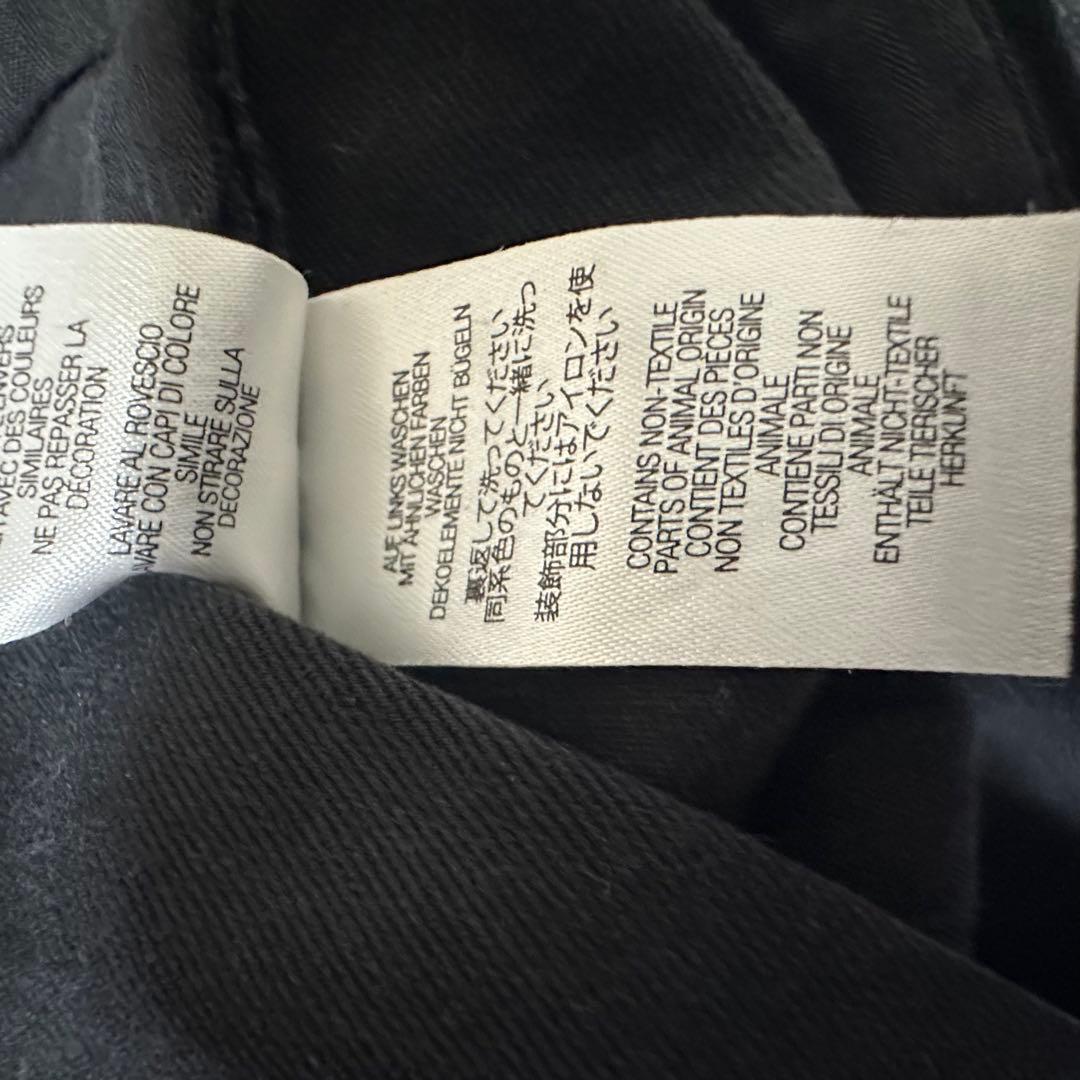 AVEC DES COULEURS
SIMILAIRES
NE PAS REPASSER LA
DECORATION
LAVARE AL ROVESCIO
LAVARE CON CAPI DI COLORE
SIMILE
NON STIRARE SULLA
DECORAZIONE
AUF LINKS WASCHEN
MIT ÄHNLICHEN FARBEN
WASCHEN
DEKOELEMENTE NICHT BÜGELN
裏返して洗ってください
同系色のものと一緒に洗っ
てください
装飾部分にはアイロンを使
用しないでください
CONTAINS NON-TEXTILE
PARTS OF ANIMAL ORIGIN
CONTIENT DES PIÈCES
NON TEXTILES D'ORIGINE
ANIMALE
CONTIENE PARTI NON
TESSILI DI ORIGINE
ANIMALE
ENTHÄLT NICHT-TEXTILE
TEILE TIERISCHER
HERKUNFT